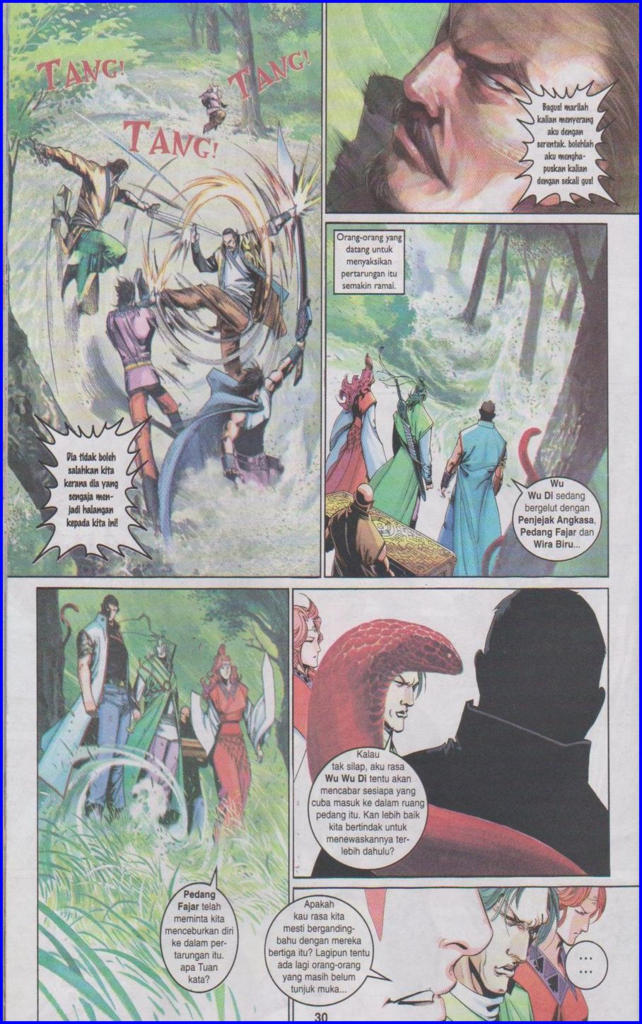 TANG!
TANG!
TANG!
Dia tidak boleh
salahkan kita
kerana dia yang
sengaja men-
jadi halangan
kepada kita ini!
Bagus! marilah
kalian menyerang
aku dengan
serentak. bolehlah
aku mengha-
puskan kalian
dengan sekali gus!
Orang-orang yang
datang untuk
menyaksikan
pertarungan itu
semakin ramai.
Wu
Wu Di sedang
bergelut dengan
Penjejak Angkasa,
Pedang Fajar dan
Wira Biru...
Pedang
Fajar telah
meminta kita
menceburkan diri
ke dalam per-
tarungan itu.
apa Tuan
kata?
Kalau
tak silap, aku rasa
Wu Wu Di tentu akan
mencabar sesiapa yang
cuba masuk ke dalam ruang
pedang itu. Kan lebih baik
kita bertindak untuk
menewaskannya ter-
lebih dahulu?
Apakah
kau rasa kita
mesti berganding-
bahu dengan mereka
bertiga itu? Lagipun tentu
ada lagi orang-orang
yang masih belum
tunjuk muka...
...
...
30